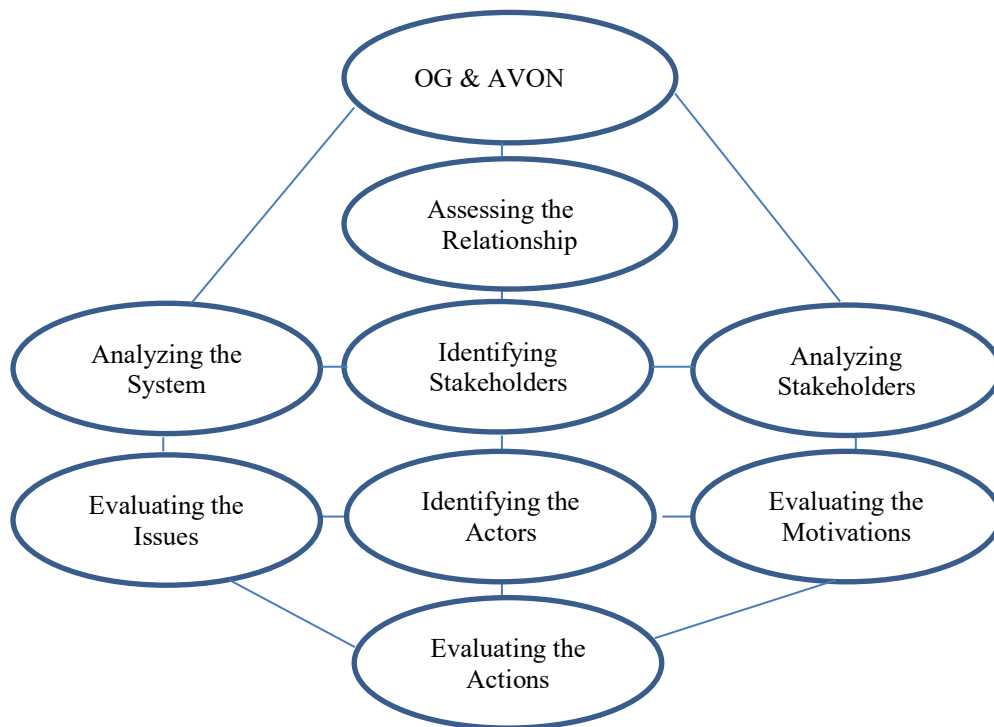 OG & AVON
Assessing the
Relationship
Analyzing the
System
Identifying
Stakeholders
Analyzing
Stakeholders
Evaluating the
Issues
Identifying the
Actors
Evaluating the
Motivations
Evaluating the
Actions